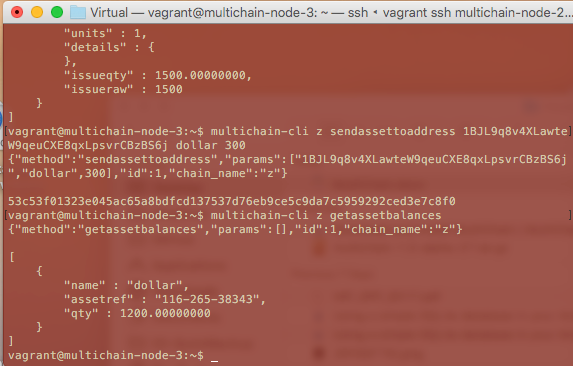 Virtual — vagrant@multichain-node-3: ~ — ssh ◂ vagrant ssh multichain-node-2...
"units" : 1,
"details" : {
},
"issueqty" : 1500.00000000,
"issueraw" : 1500
}
]
[vagrant@multichain-node-3:~$ multichain-cli z sendassettoaddress 1BJL9q8v4XLawte]
W9qeuCXE8qxLpsvrCBzBS6j dollar 300
{"method":"sendassettoaddress","params":["1BJL9q8v4XLawteW9qeuCXE8qxLpsvrCBzBS6j
","dollar",300],"id":1,"chain_name":"z"}
53c53f01323e045ac65a8bdfcd137537d76eb9ce5c9da7c5959292ced3e7c8f0
[vagrant@multichain-node-3:~$ multichain-cli z getassetbalances ]
{"method":"getassetbalances","params":[],"id":1,"chain_name":"z"}
[
{
"name" : "dollar",
"assetref" : "116-265-38343",
"qty" : 1200.00000000
}
]
vagrant@multichain-node-3:~$ _